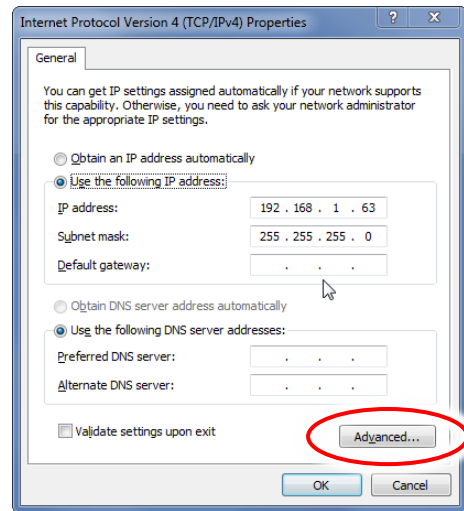 Internet Protocol Version 4 (TCP/IPv4) Properties
? X
General
You can get IP settings assigned automatically if your network supports
this capability. Otherwise, you need to ask your network administrator
for the appropriate IP settings.
Obtain an IP address automatically
Use the following IP address:
IP address: 192 . 168 . 1 . 63
Subnet mask: 255 . 255 . 255 . 0
Default gateway: . . .
Obtain DNS server address automatically
Use the following DNS server addresses:
Preferred DNS server: . . .
Alternate DNS server: . . .
Validate settings upon exit
Advanced...
OK Cancel